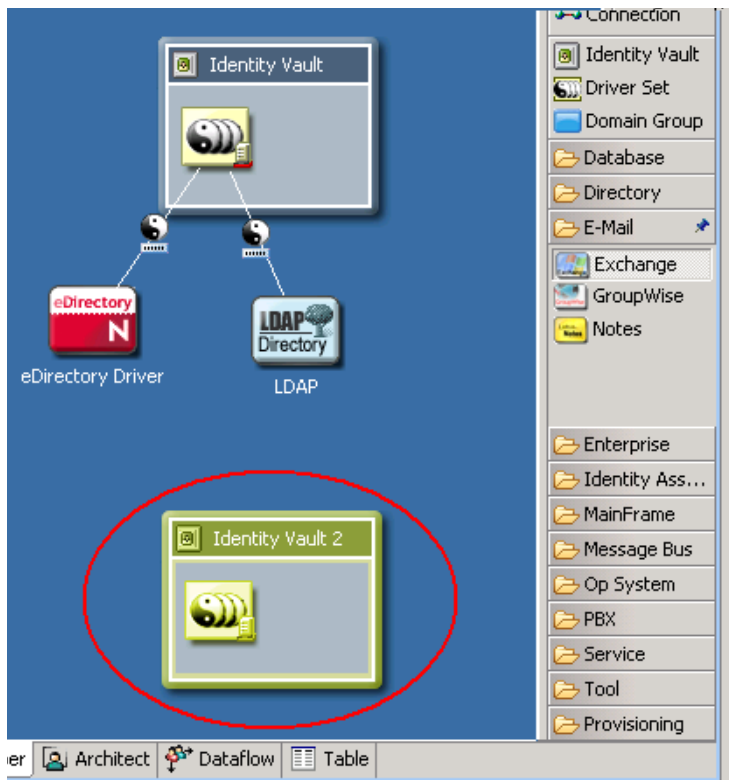 Connection
Identity Vault
Identity Vault
Driver Set
Domain Group
Database
Directory
E-Mail
Exchange
GroupWise
Notes
eDirectory
N
LDAP
Directory
eDirectory Driver
LDAP
Enterprise
Identity Ass...
MainFrame
Identity Vault 2
Message Bus
Op System
PBX
Service
Tool
Provisioning
er
Architect
Dataflow
Table